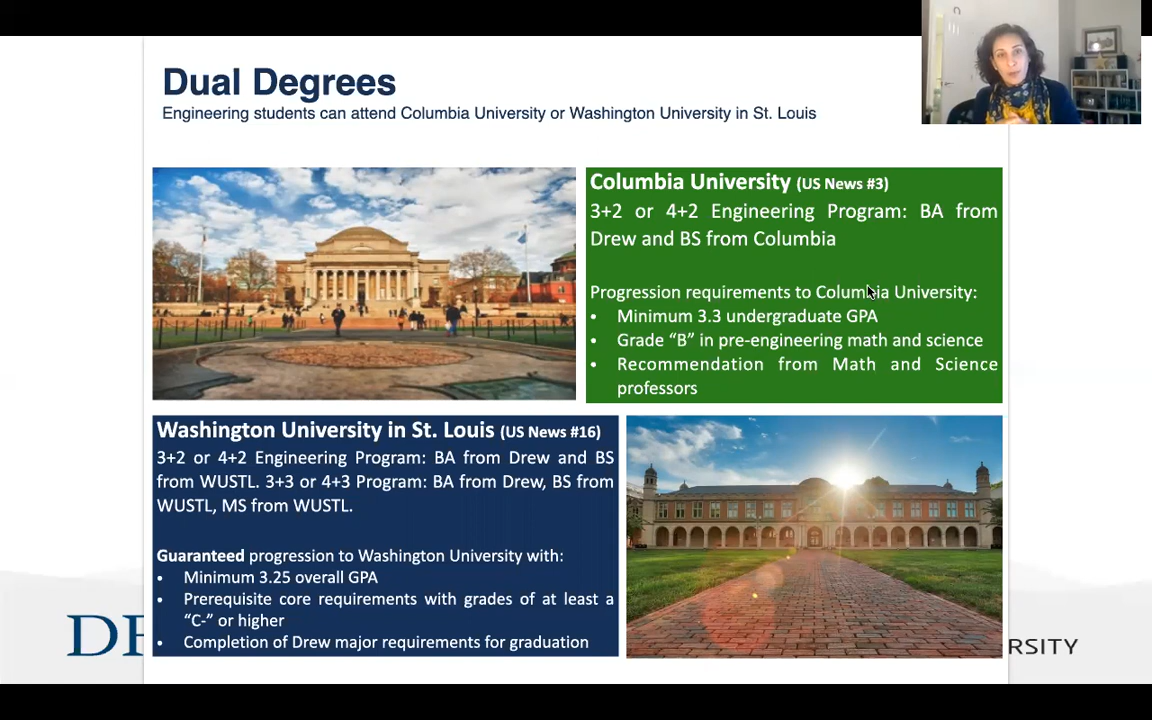 Dual Degrees
Engineering students can attend Columbia University or Washington University in St. Louis
Columbia University (US News #3)
3+2 or 4+2 Engineering Program: BA from
Drew and BS from Columbia
Progression requirements to Columbia University:
• Minimum 3.3 undergraduate GPA
• Grade “B” in pre-engineering math and science
• Recommendation from Math and Science
professors
Washington University in St. Louis (US News #16)
3+2 or 4+2 Engineering Program: BA from Drew and BS
from WUSTL. 3+3 or 4+3 Program: BA from Drew, BS from
WUSTL, MS from WUSTL.
Guaranteed progression to Washington University with:
• Minimum 3.25 overall GPA
• Prerequisite core requirements with grades of at least a
“C-” or higher
• Completion of Drew major requirements for graduation